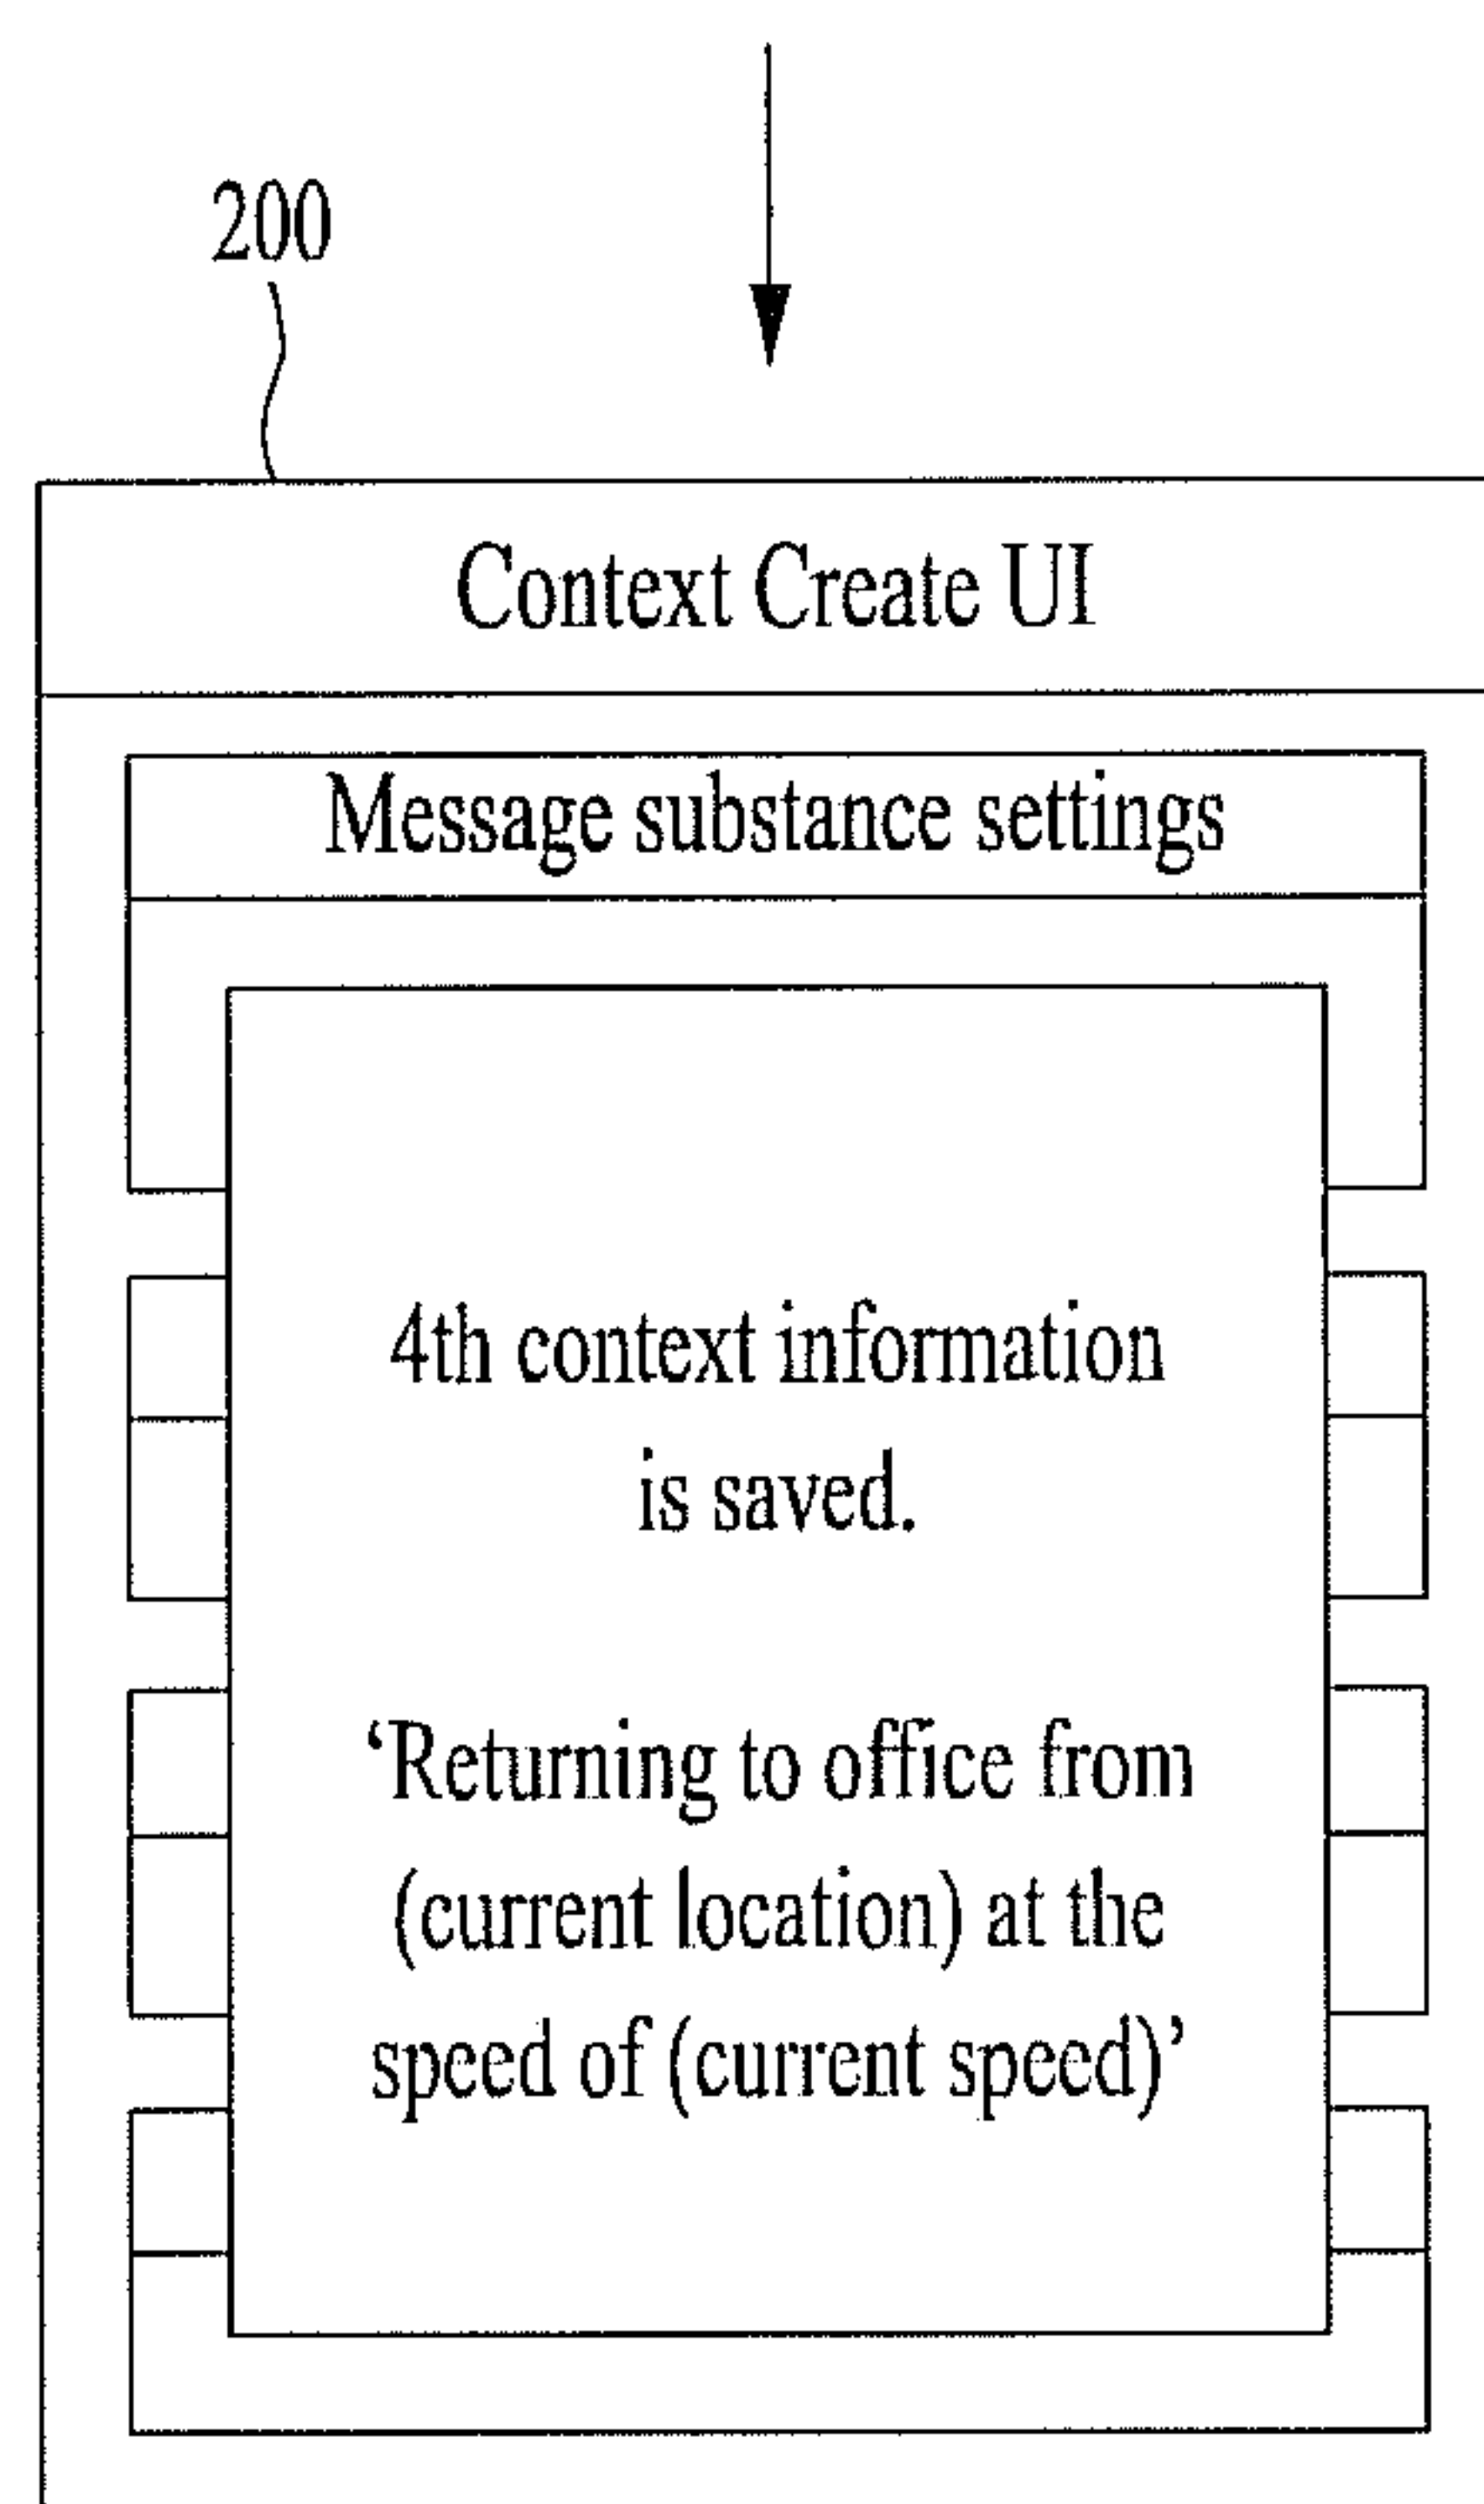 200
Context Create UI
Message substance settings
4th context information
is saved.
‘Returning to office from
(current location) at the
speed of (current speed)’